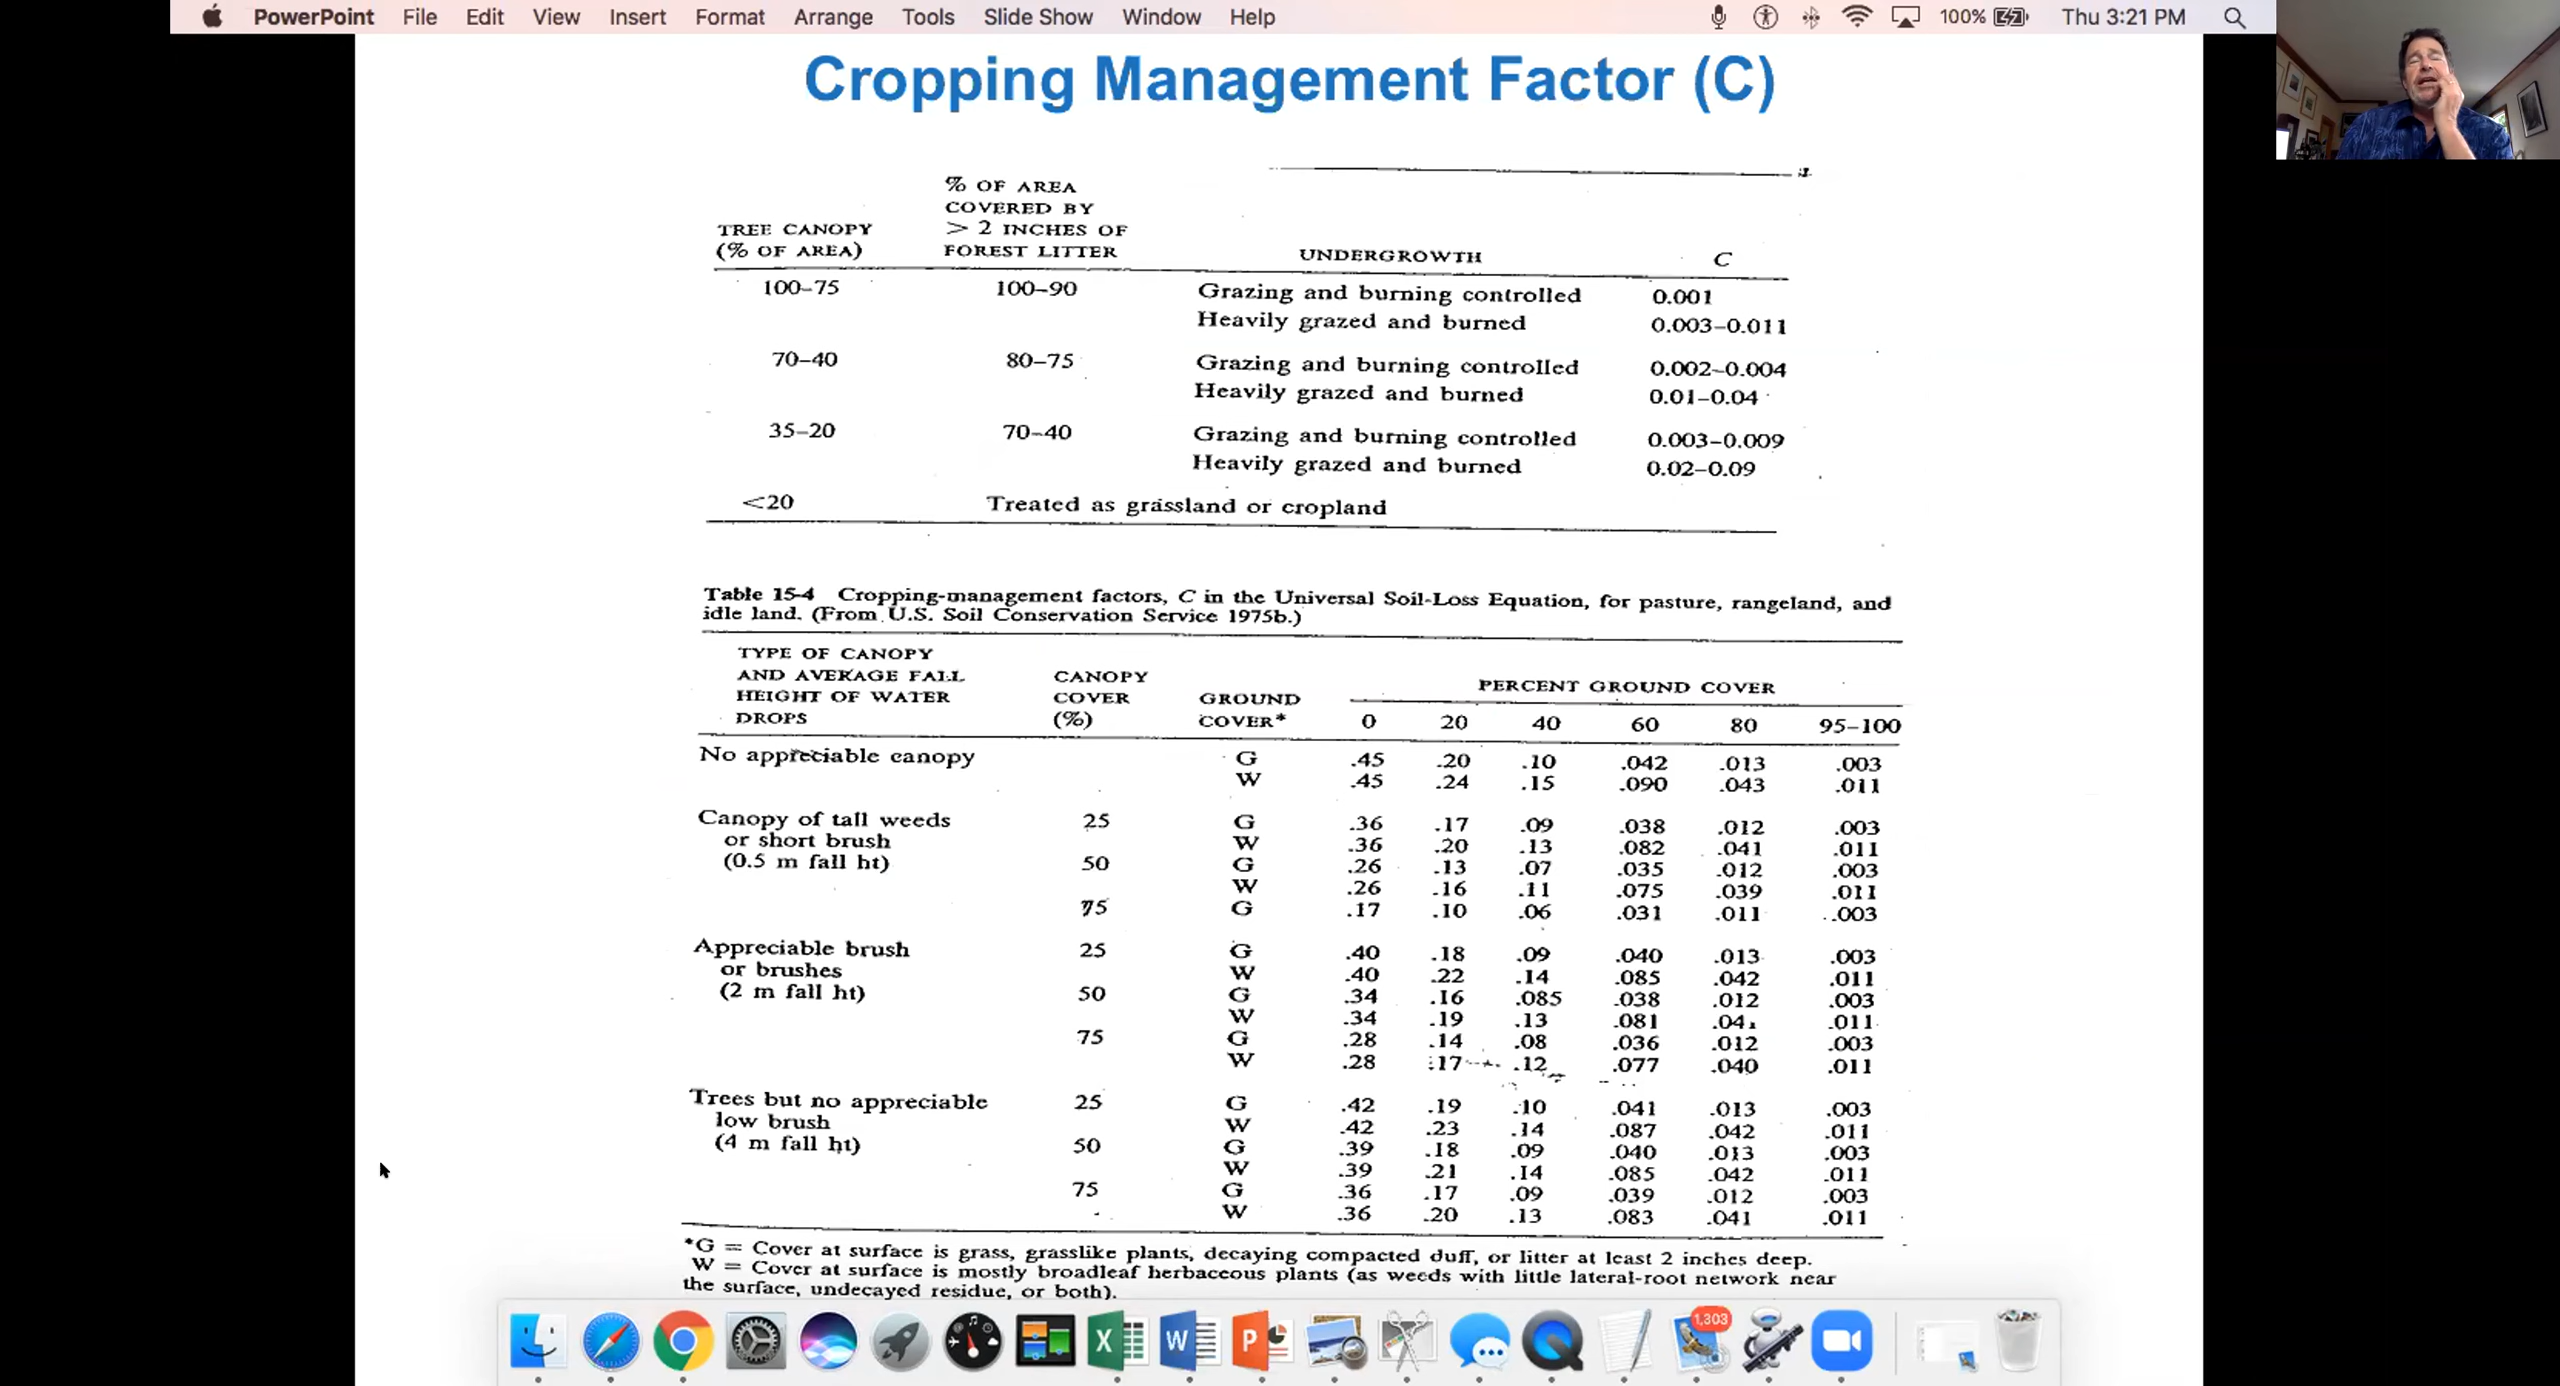 PowerPoint File Edit View Insert Format Arrange Tools Slide Show Window Help 100% Thu 3:21 PM
Cropping Management Factor (C)
% OF AREA
COVERED BY
TREE CANOPY > 2 INCHES OF
(% OF AREA) FOREST LITTER UNDERGROWTH C
100–75 100–90 Grazing and burning controlled 0.001
Heavily grazed and burned 0.003–0.011
70–40 80–75 Grazing and burning controlled 0.002–0.004
Heavily grazed and burned 0.01–0.04
35–20 70–40 Grazing and burning controlled 0.003–0.009
Heavily grazed and burned 0.02–0.09
<20 Treated as grassland or cropland
Table 15-4 Cropping-management factors, C in the Universal Soil-Loss Equation, for pasture, rangeland, and
idle land. (From U.S. Soil Conservation Service 1975b.)
TYPE OF CANOPY
AND AVERAGE FALL CANOPY
HEIGHT OF WATER COVER GROUND PERCENT GROUND COVER
DROPS (%) COVER* 0 20 40 60 80 95–100
No appreciable canopy G .45 .20 .10 .042 .013 .003
W .45 .24 .15 .090 .043 .011
Canopy of tall weeds 25 G .36 .17 .09 .038 .012 .003
or short brush W .36 .20 .13 .082 .041 .011
(0.5 m fall ht) 50 G .26 .13 .07 .035 .012 .003
W .26 .16 .11 .075 .039 .011
75 G .17 .10 .06 .031 .011 .003
Appreciable brush 25 G .40 .18 .09 .040 .013 .003
or brushes W .40 .22 .14 .085 .042 .011
(2 m fall ht) 50 G .34 .16 .085 .038 .012 .003
W .34 .19 .13 .081 .011
75 G .28 .14 .08 .036 .012 .003
W .28 .17 .12 .077 .040 .011
Trees but no appreciable 25 G .42 .19 .10 .041 .013 .003
low brush W .42 .23 .14 .087 .042 .011
(4 m fall ht) 50 G .39 .18 .09 .040 .013 .003
W .39 .21 .14 .085 .042 .011
75 G .36 .17 .09 .039 .012 .003
W .36 .20 .13 .083 .041 .011
*G = Cover at surface is grass, grasslike plants, decaying compacted duff, or litter at least 2 inches deep.
W = Cover at surface is mostly broadleaf herbaceous plants (as weeds with little lateral-root network near
the surface, undecayed residue, or both).
X W P 1,303